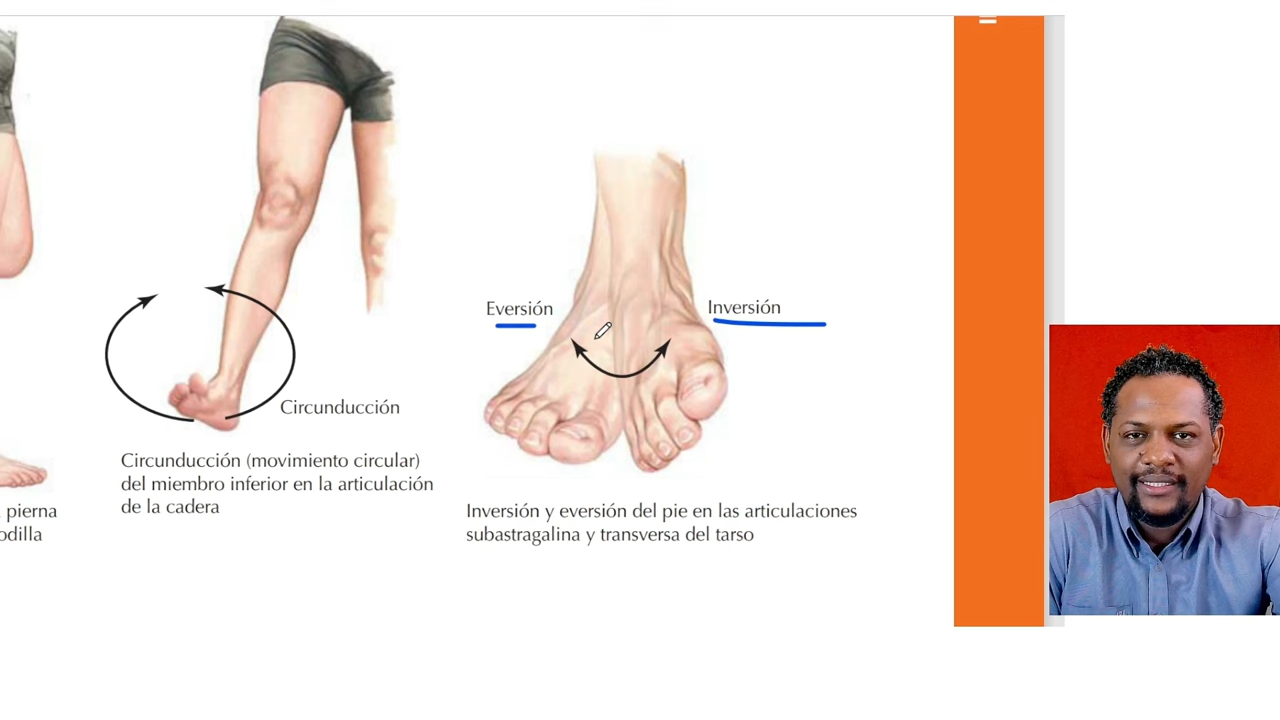 Eversión
Inversión
Circunducción
Circunducción (movimiento circular)
del miembro inferior en la articulación
de la cadera
pierna
odilla
Inversión y eversión del pie en las articulaciones
subastragalina y transversa del tarso